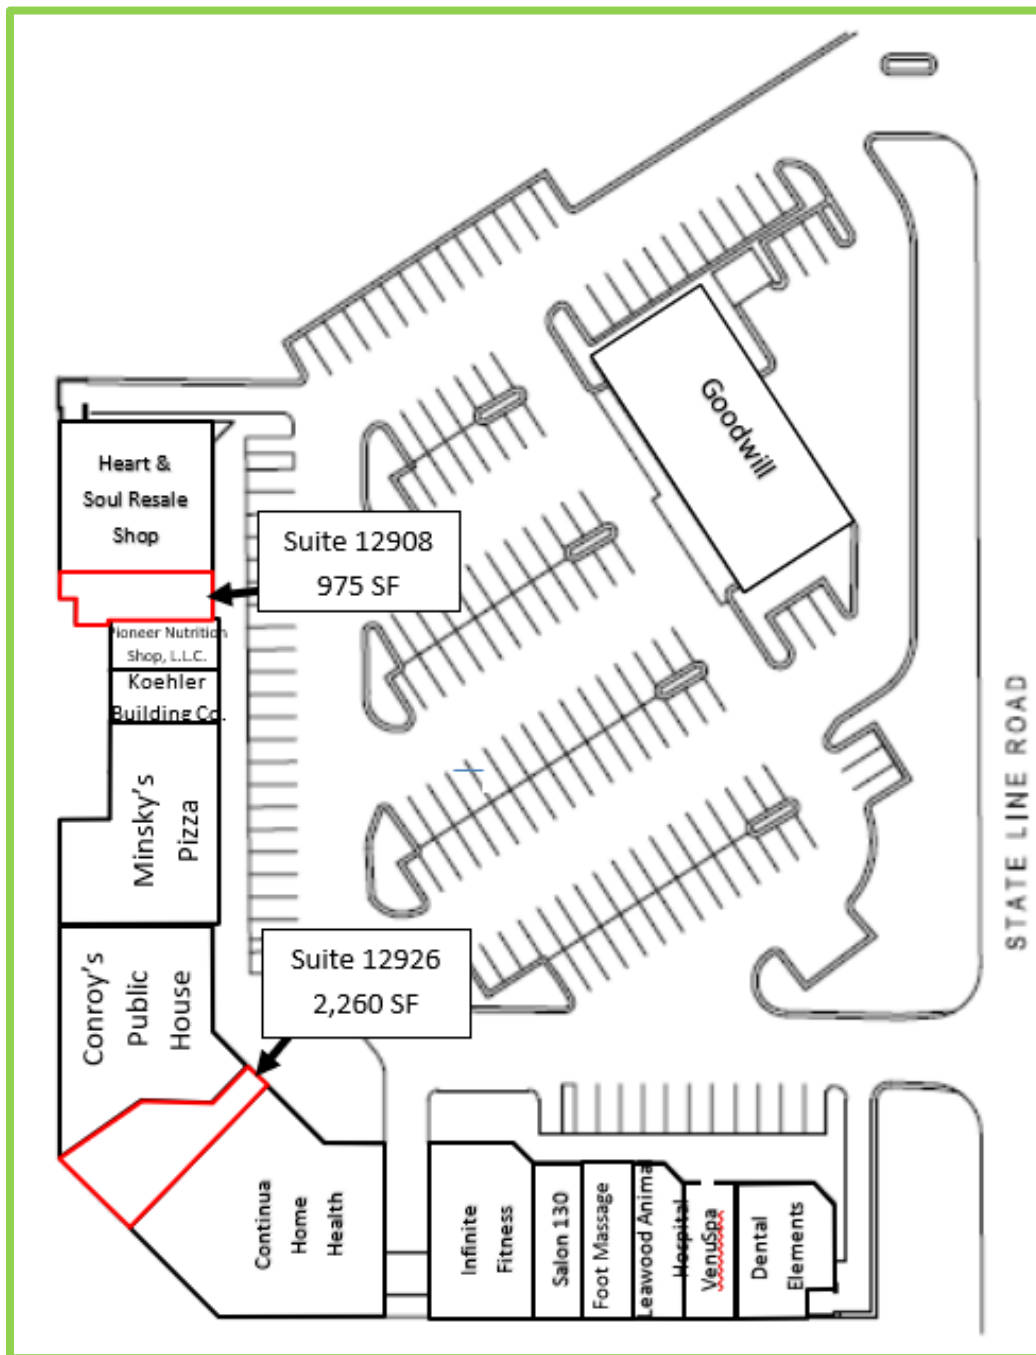 Goodwill
Heart &
Soul Resale
Shop
Suite 12908
975 SF
ioneer Nutrition
Shop, L.L.C.
Koehler
Building Co.
Minsky's
Pizza
STATE LINE ROAD
Conroy's
Public
House
Suite 12926
2,260 SF
Continua
Home
Health
Infinite
Fitness
Salon 130
Foot Massage
Leawood Animal
Hospital
VenuSpa
Dental
Elements